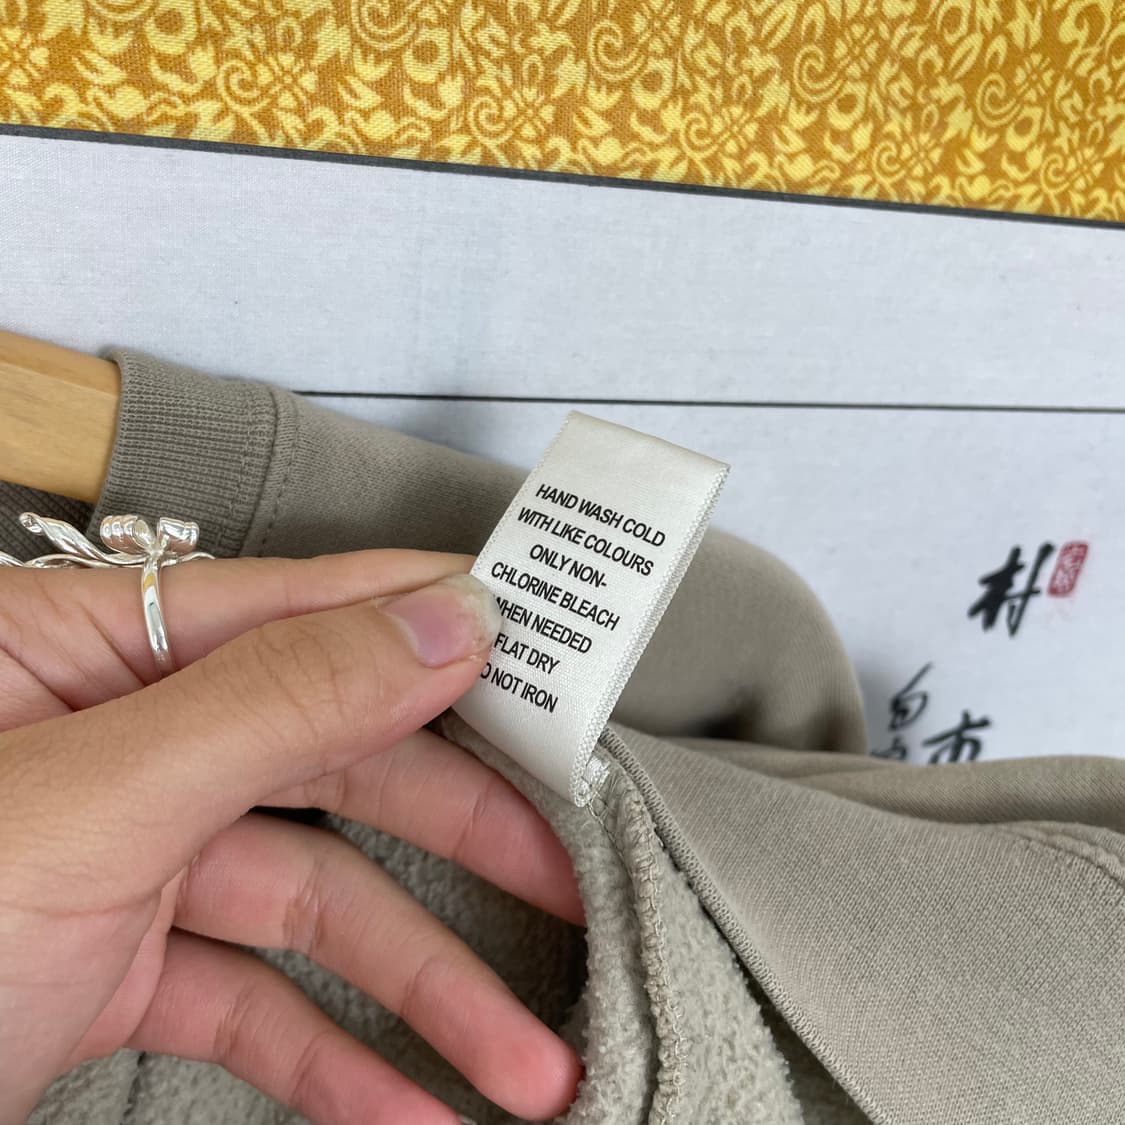 HAND WASH COLD
WITH LIKE COLOURS
ONLY NON-
CHLORINE BLEACH
WHEN NEEDED
FLAT DRY
O NOT IRON
村